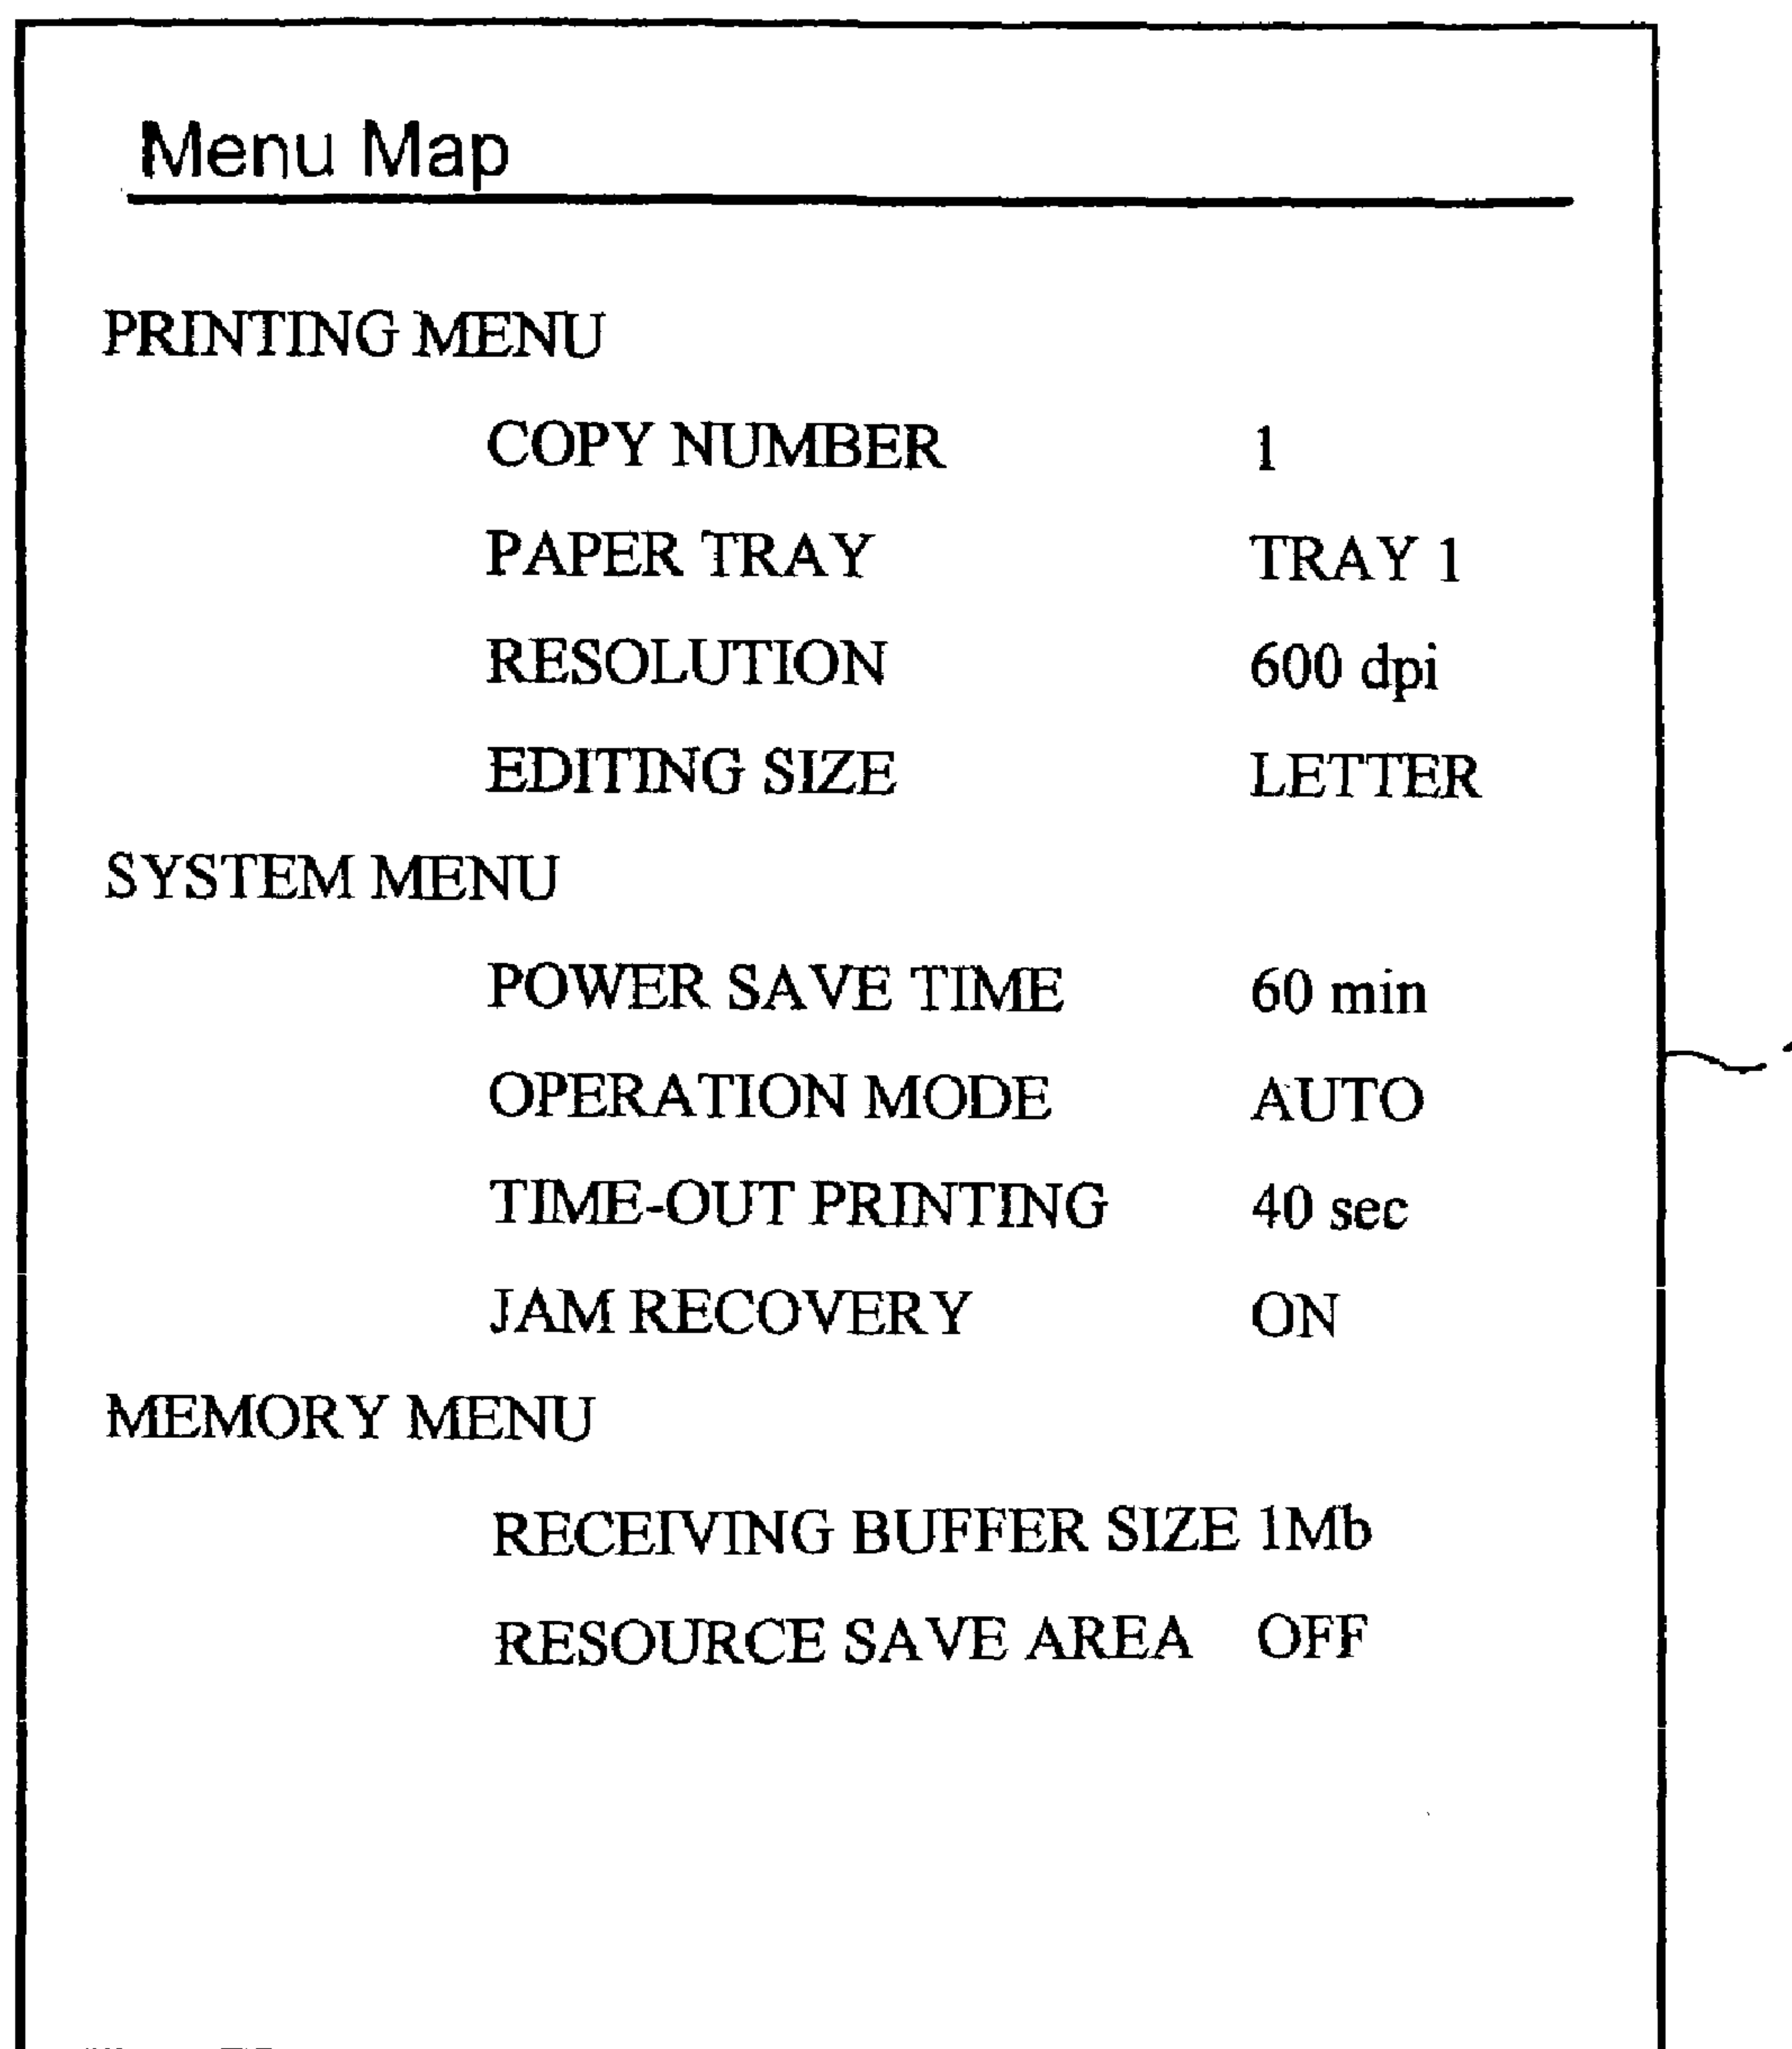 Menu Map
PRINTING MENU
COPY NUMBER 1
PAPER TRAY TRAY 1
RESOLUTION 600 dpi
EDITING SIZE LETTER
SYSTEM MENU
POWER SAVE TIME 60 min
OPERATION MODE AUTO
TIME-OUT PRINTING 40 sec
JAM RECOVERY ON
MEMORY MENU
RECEIVING BUFFER SIZE 1Mb
RESOURCE SAVE AREA OFF